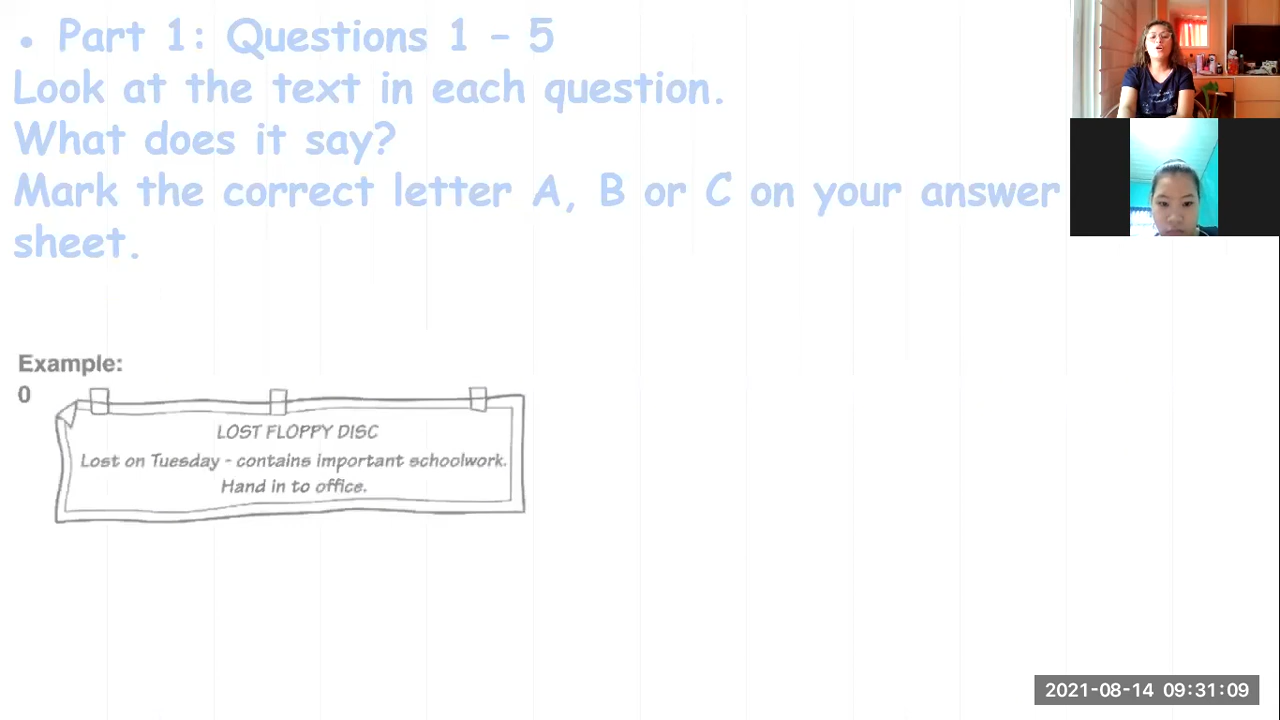 • Part 1: Questions 1 – 5
Look at the text in each question.
What does it say?
Mark the correct letter A, B or C on your answer
sheet.
Example:
0
LOST FLOPPY DISC
Lost on Tuesday - contains important schoolwork.
Hand in to office.
2021-08-14 09:31:09